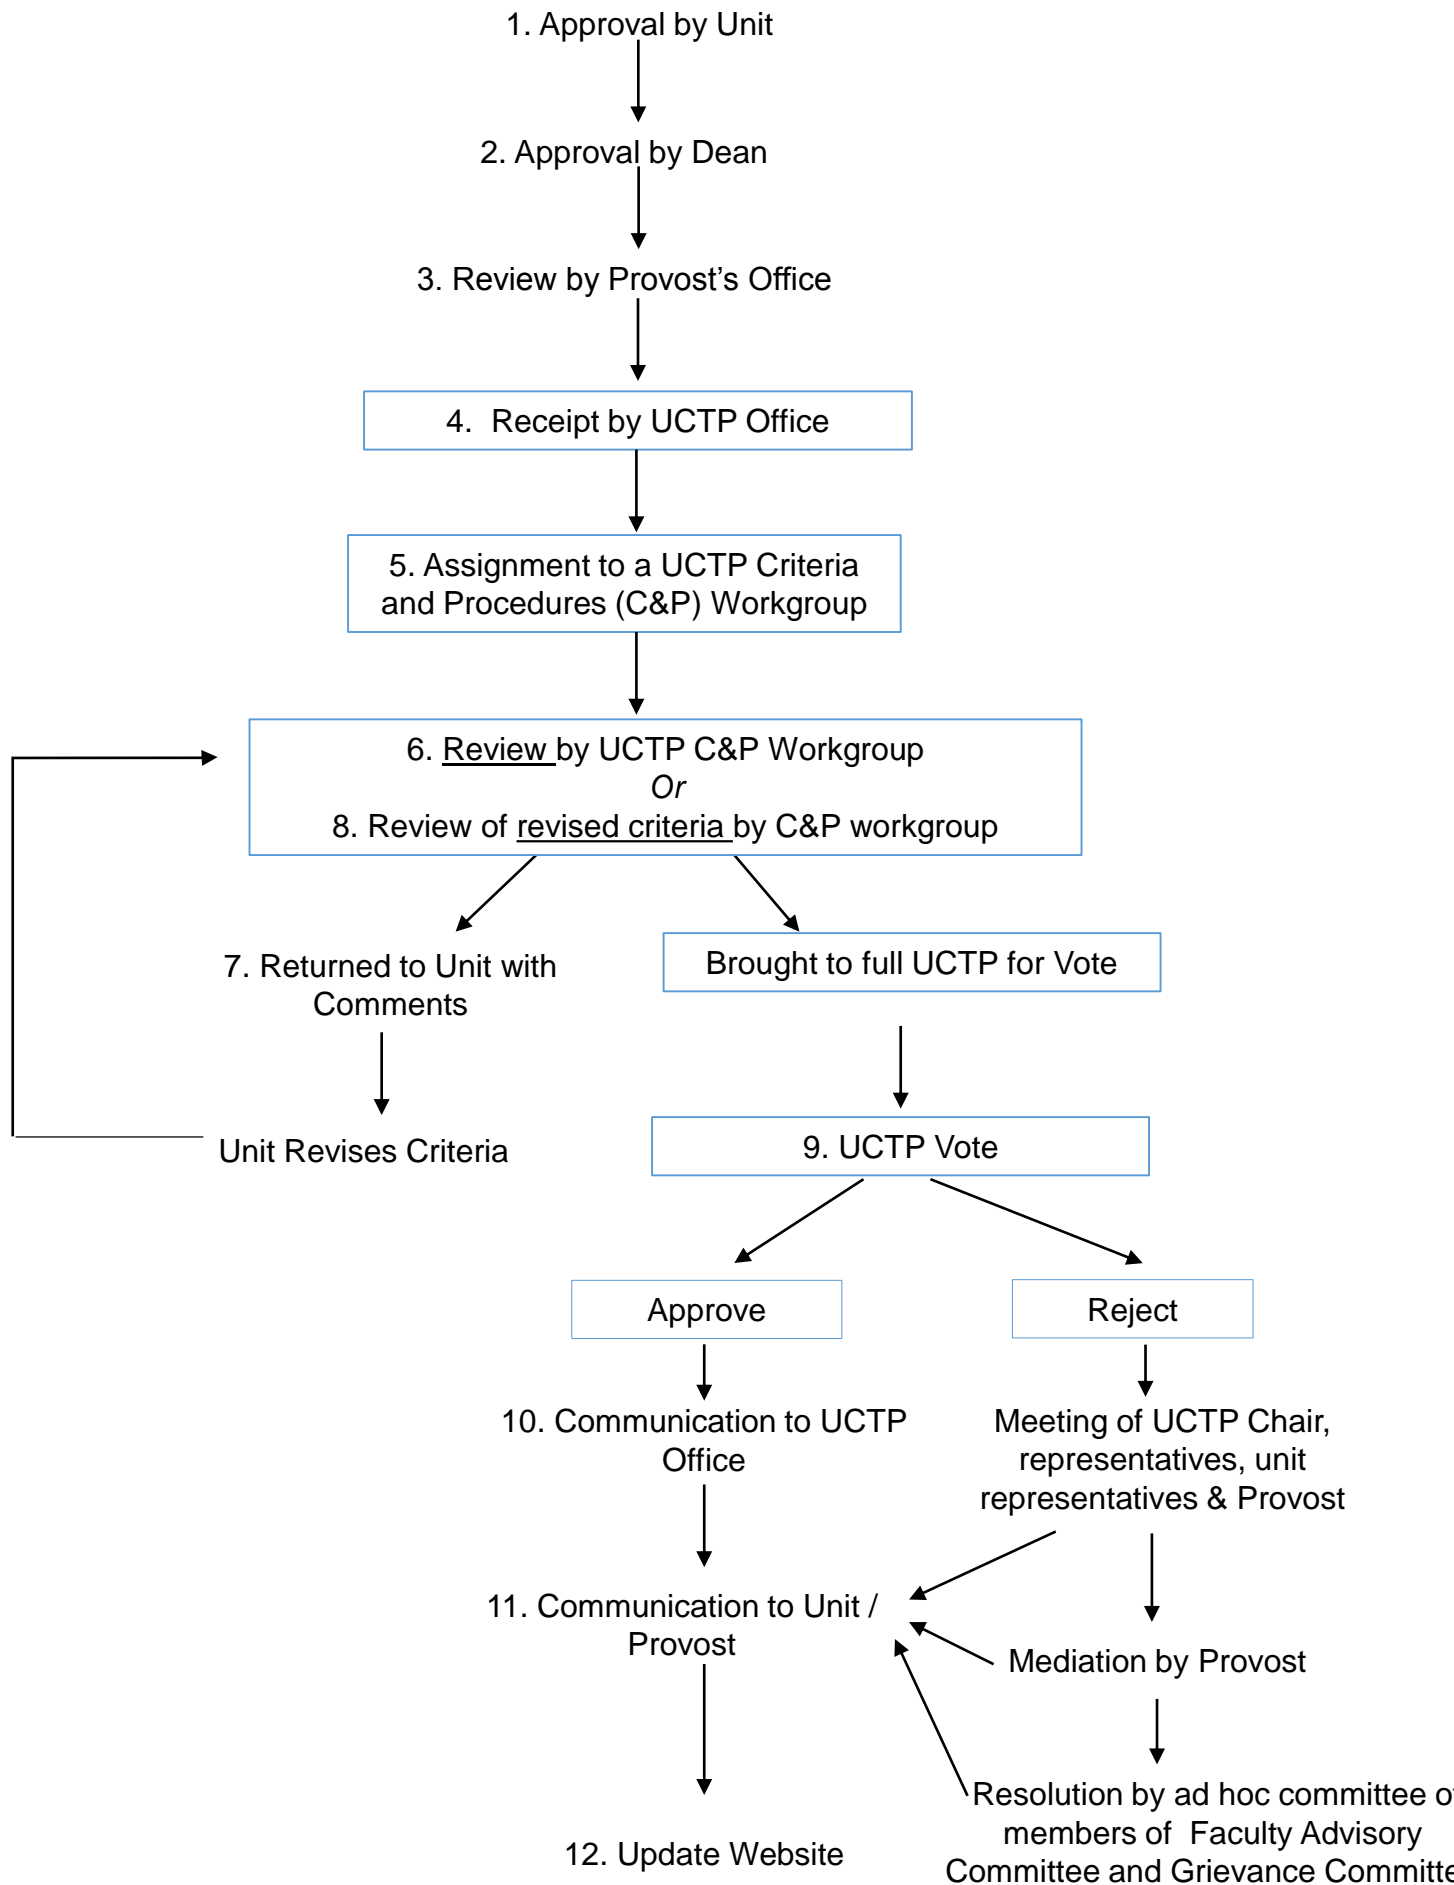 1. Approval by Unit
2. Approval by Dean
3. Review by Provost’s Office
4. Receipt by UCTP Office
5. Assignment to a UCTP Criteria
and Procedures (C&P) Workgroup
6. Review by UCTP C&P Workgroup
Or
8. Review of revised criteria by C&P workgroup
7. Returned to Unit with
Comments
Brought to full UCTP for Vote
Unit Revises Criteria
9. UCTP Vote
Approve
Reject
10. Communication to UCTP
Office
Meeting of UCTP Chair,
representatives, unit
representatives & Provost
11. Communication to Unit /
Provost
Mediation by Provost
12. Update Website
Resolution by ad hoc committee
members of Faculty Advisory
Committee and Grievance